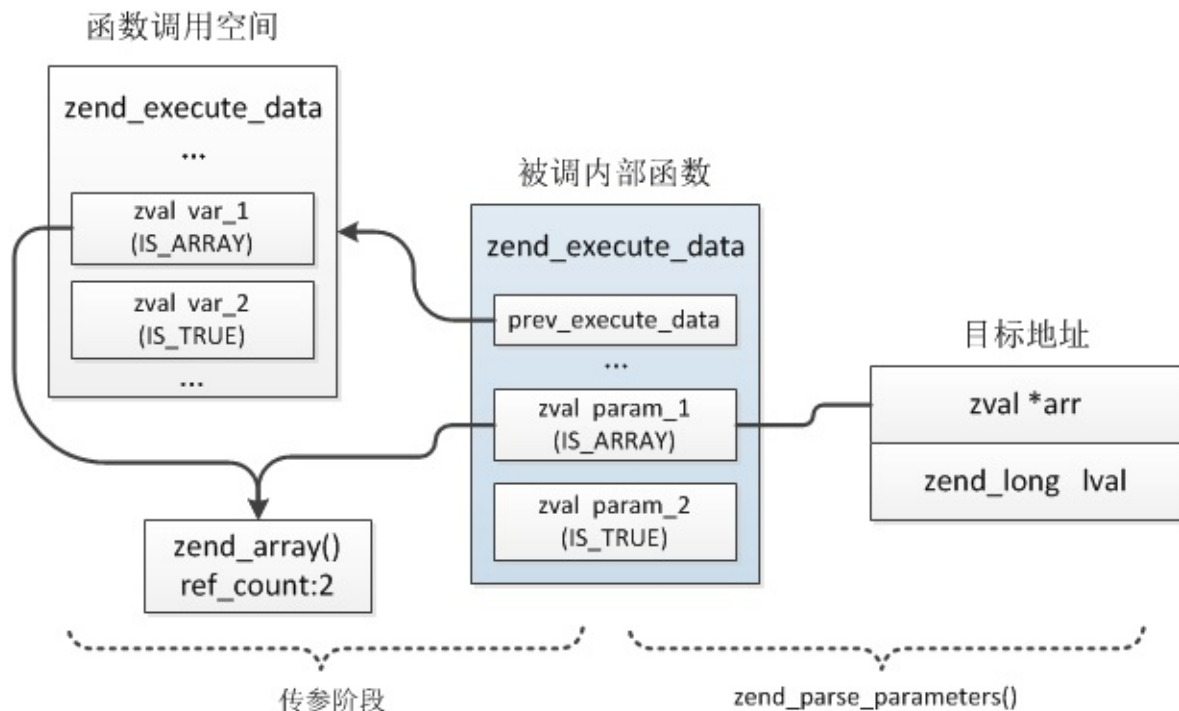 函数调用空间
zend_execute_data
...
zval var_1
(IS_ARRAY)
zval var_2
(IS_TRUE)
...
被调内部函数
zend_execute_data
prev_execute_data
...
zval param_1
(IS_ARRAY)
zval param_2
(IS_TRUE)
目标地址
zval *arr
zend_long lval
zend_array()
ref_count:2
传参阶段
zend_parse_parameters()